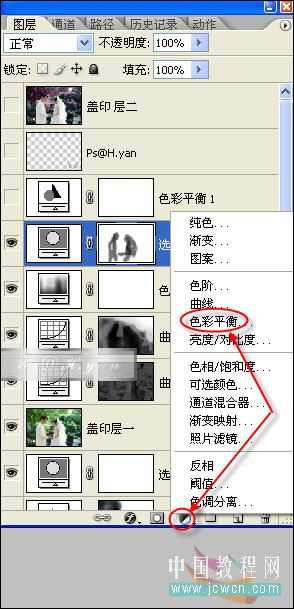 图层 通道 路径 历史记录 动作
正常 不透明度: 100%
锁定: 填充: 100%
盖印 层二
Ps@H.yan
色彩平衡 1
选
色
曲
曲
盖印层一
选
纯色...
渐变...
图案...
色阶...
曲线...
色彩平衡...
亮度/对比度...
色相/饱和度...
可选颜色...
通道混合器...
渐变映射...
照片滤镜...
反相
阈值...
色调分离...
中国教程网
www.jcwcn.com